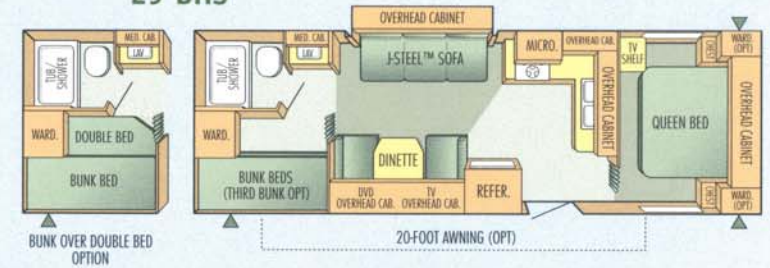 MED. CAB.
LAV
TUB/
SHOWER
WARD.
DOUBLE BED
BUNK BED
BUNK OVER DOUBLE BED
OPTION
OVERHEAD CABINET
MED. CAB.
LAV
TUB/
SHOWER
J-STEEL™ SOFA
MICRO.
OVERHEAD CAB.
TV
SHELF
CHEST
WARD.
(OPT)
OVERHEAD CABINET
QUEEN BED
OVERHEAD CABINET
WARD.
BUNK BEDS
(THIRD BUNK OPT)
DINETTE
DVD
OVERHEAD CAB.
TV
OVERHEAD CAB.
REFER.
CHEST
WARD.
(OPT)
20-FOOT AWNING (OPT)